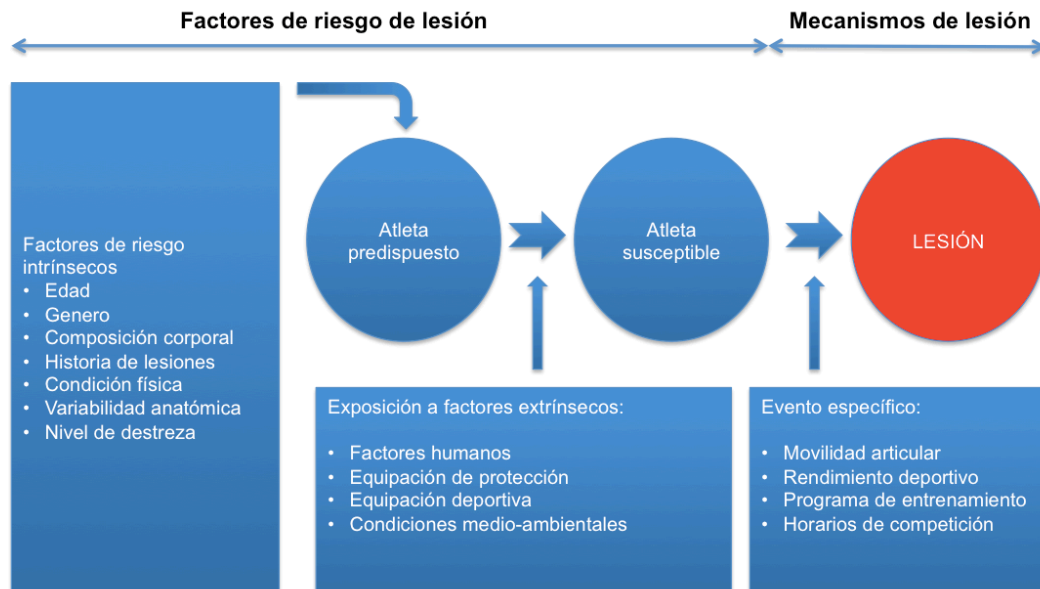 Factores de riesgo de lesión
Mecanismos de lesión
Factores de riesgo
intrínsecos
• Edad
• Genero
• Composición corporal
• Historia de lesiones
• Condición física
• Variabilidad anatómica
• Nivel de destreza
Atleta
predispuesto
Atleta
susceptible
LESIÓN
Exposición a factores extrínsecos:
• Factores humanos
• Equipación de protección
• Equipación deportiva
• Condiciones medio-ambientales
Evento específico:
• Movilidad articular
• Rendimiento deportivo
• Programa de entrenamiento
• Horarios de competición